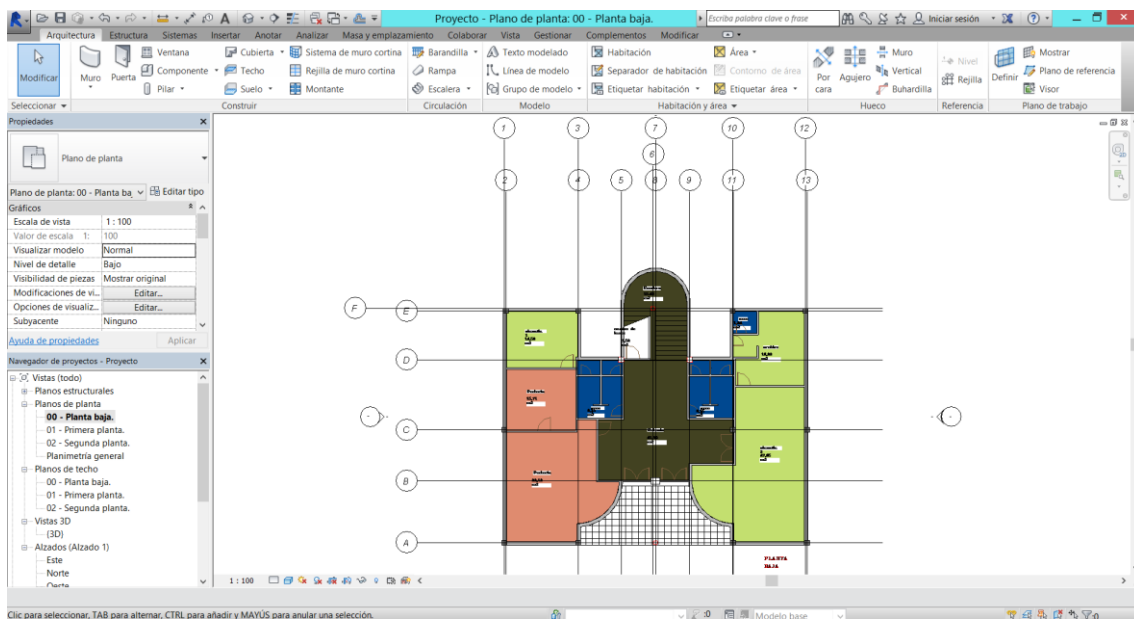 Proyecto - Plano de planta: 00 - Planta baja.
Escriba palabra clave o frase
Iniciar sesión
Arquitectura Estructura Sistemas Insertar Anotar Analizar Masa y emplazamiento Colaborar Vista Gestionar Complementos Modificar
Modificar
Muro
Puerta
Ventana
Componente
Pilar
Cubierta
Techo
Suelo
Sistema de muro cortina
Rejilla de muro cortina
Montante
Barandilla
Rampa
Escalera
Texto modelado
Línea de modelo
Grupo de modelo
Habitación
Separador de habitación
Etiquetar habitación
Área
Contorno de área
Etiquetar área
Por cara
Agujero
Muro
Vertical
Buhardilla
Nivel
Rejilla
Definir
Mostrar
Plano de referencia
Visor
Seleccionar Construir Circulación Modelo Habitación y área Hueco Referencia Plano de trabajo
Propiedades
Plano de planta
Plano de planta: 00 - Planta ba Editar tipo
Gráficos
Escala de vista 1 : 100
Valor de escala 1: 100
Visualizar modelo Normal
Nivel de detalle Bajo
Visibilidad de piezas Mostrar original
Modificaciones de vi... Editar...
Opciones de visualiz... Editar...
Subyacente Ninguno
Ayuda de propiedades Aplicar
Navegador de proyectos - Proyecto
Vistas (todo)
Planos estructurales
Planos de planta
00 - Planta baja.
01 - Primera planta.
02 - Segunda planta.
Planimetría general
Planos de techo
00 - Planta baja.
01 - Primera planta.
02 - Segunda planta.
Vistas 3D
{3D}
Alzados (Alzado 1)
Este
Norte
Oeste
1 3 7 10 12
6
2 4 5 8 9 11 13
F E
D
C
B
A
PLANTA
BAJA
1 : 100
Clic para seleccionar, TAB para alternar, CTRL para añadir y MAYÚS para anular una selección.
:0
Modelo base
:0